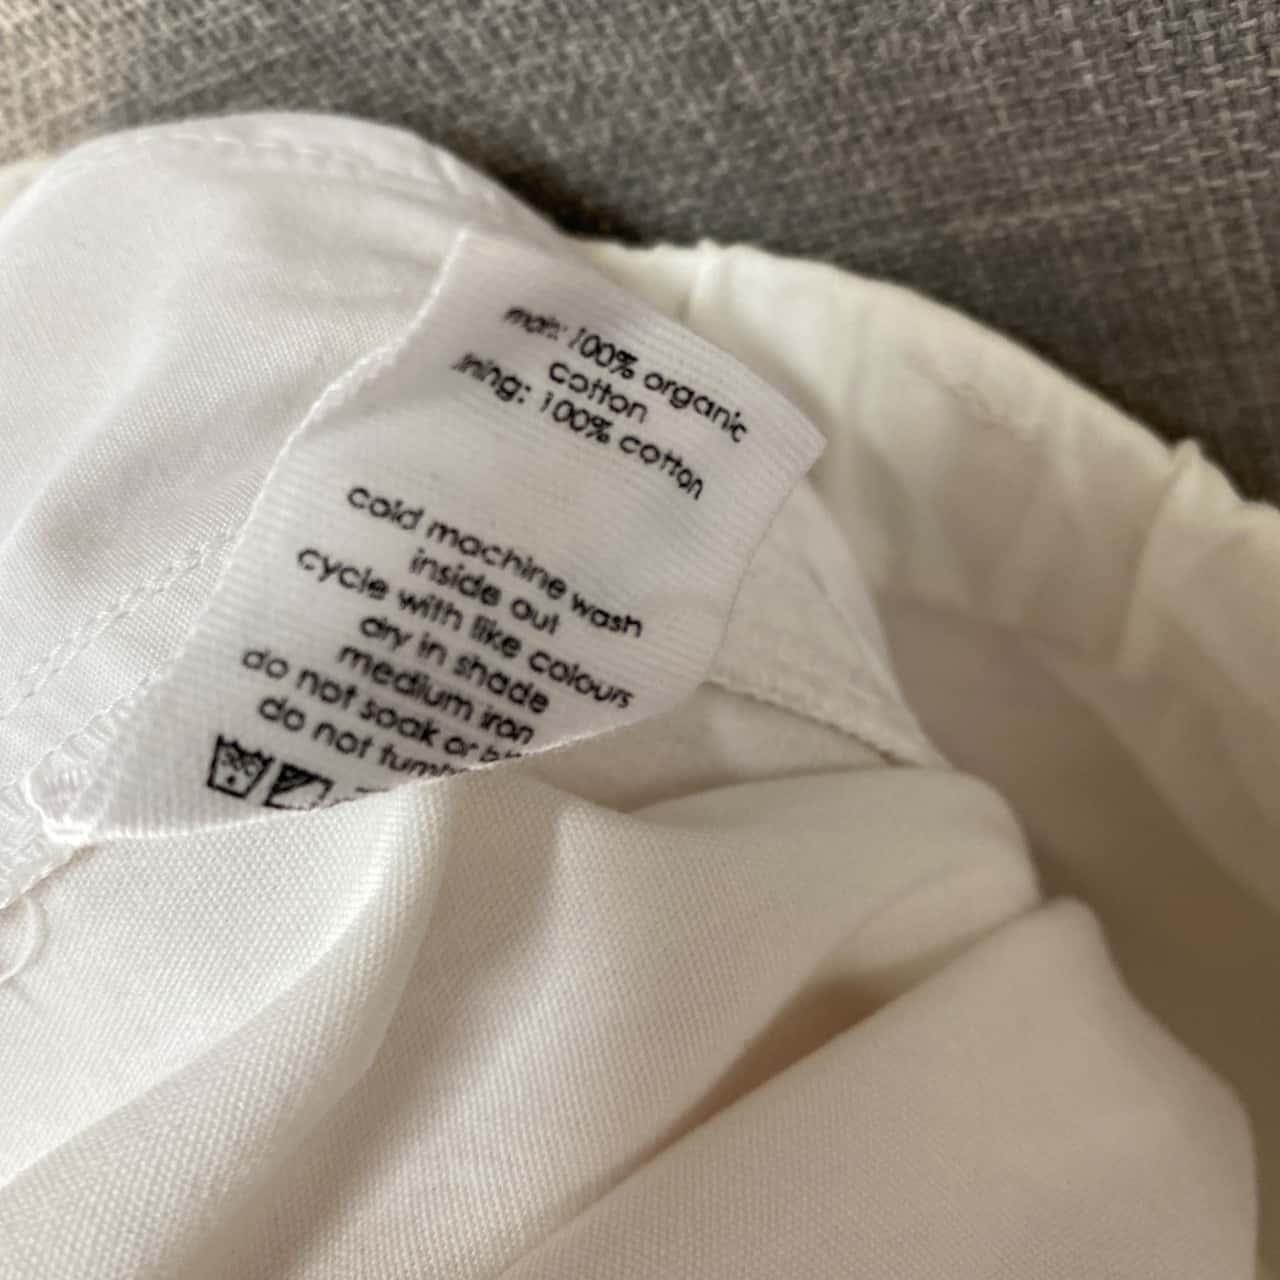 main: 100% organic
cotton
lining: 100% cotton
cold machine wash
inside out
cycle with like colours
dry in shade
medium iron
do not soak or
do not